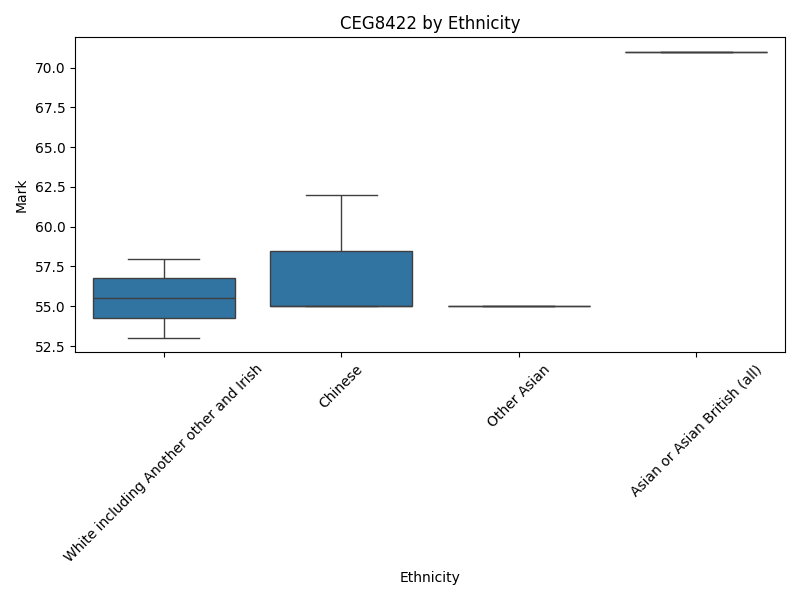 CEG8422 by Ethnicity
Mark
70.0
67.5
65.0
62.5
60.0
57.5
55.0
52.5
White including Another other and Irish
Chinese
Other Asian
Asian or Asian British (all)
Ethnicity